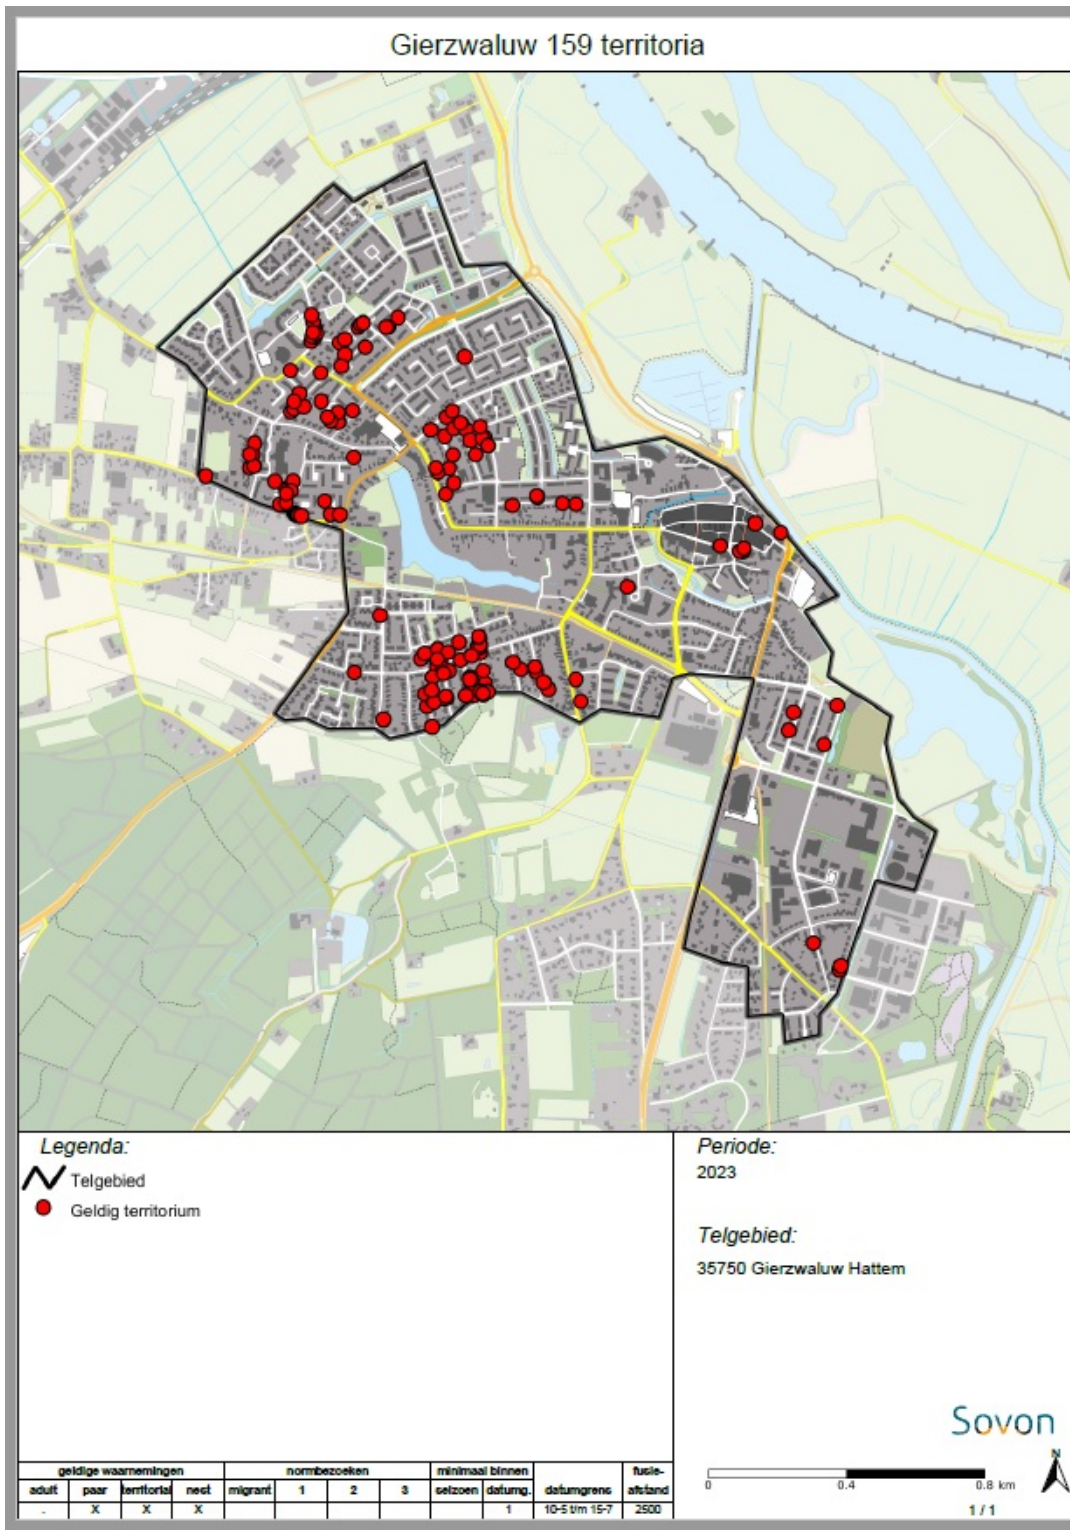 Gierzwaluw 159 territoria
Legenda:
Telgebied
Geldig territorium
Periode:
2023
Telgebied:
35750 Gierzwaluw Hattem
Sovon
N
0 0.4 0.8 km
1 / 1
geldige waarnemingen normbezoeken minimaal binnen fusie-
adult paar territorial nest migrant 1 2 3 seizoen datumg. datumgrens afstand
. X X X 1 10-5 t/m 15-7 2500